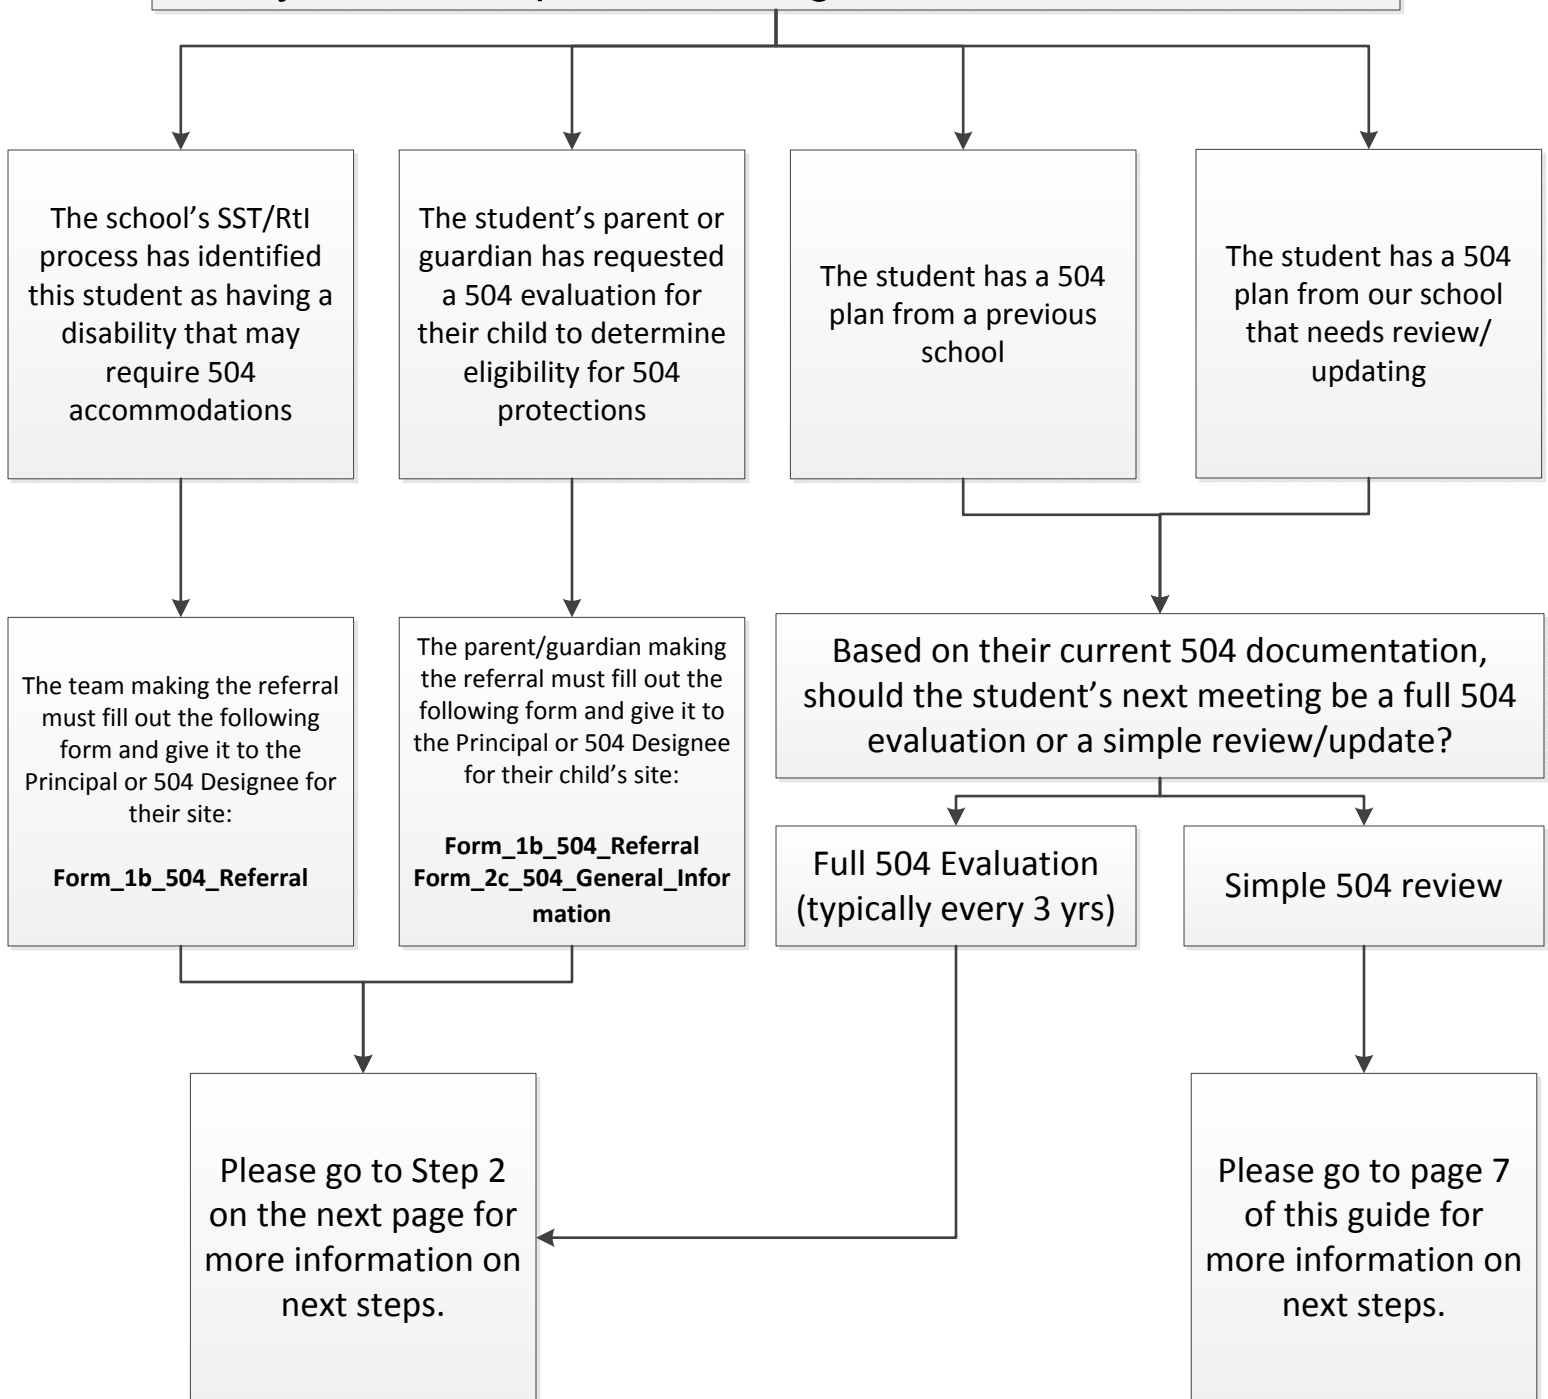 The school's SST/RtI
process has identified
this student as having a
disability that may
require 504
accommodations
The student's parent or
guardian has requested
a 504 evaluation for
their child to determine
eligibility for 504
protections
The student has a 504
plan from a previous
school
The student has a 504
plan from our school
that needs review/
updating
The team making the referral
must fill out the following
form and give it to the
Principal or 504 Designee for
their site:
Form_1b_504_Referral
The parent/guardian making
the referral must fill out the
following form and give it to
the Principal or 504 Designee
for their child's site:
Form_1b_504_Referral
Form_2c_504_General_Infor
mation
Based on their current 504 documentation,
should the student's next meeting be a full 504
evaluation or a simple review/update?
Full 504 Evaluation
(typically every 3 yrs)
Simple 504 review
Please go to Step 2
on the next page for
more information on
next steps.
Please go to page 7
of this guide for
more information on
next steps.